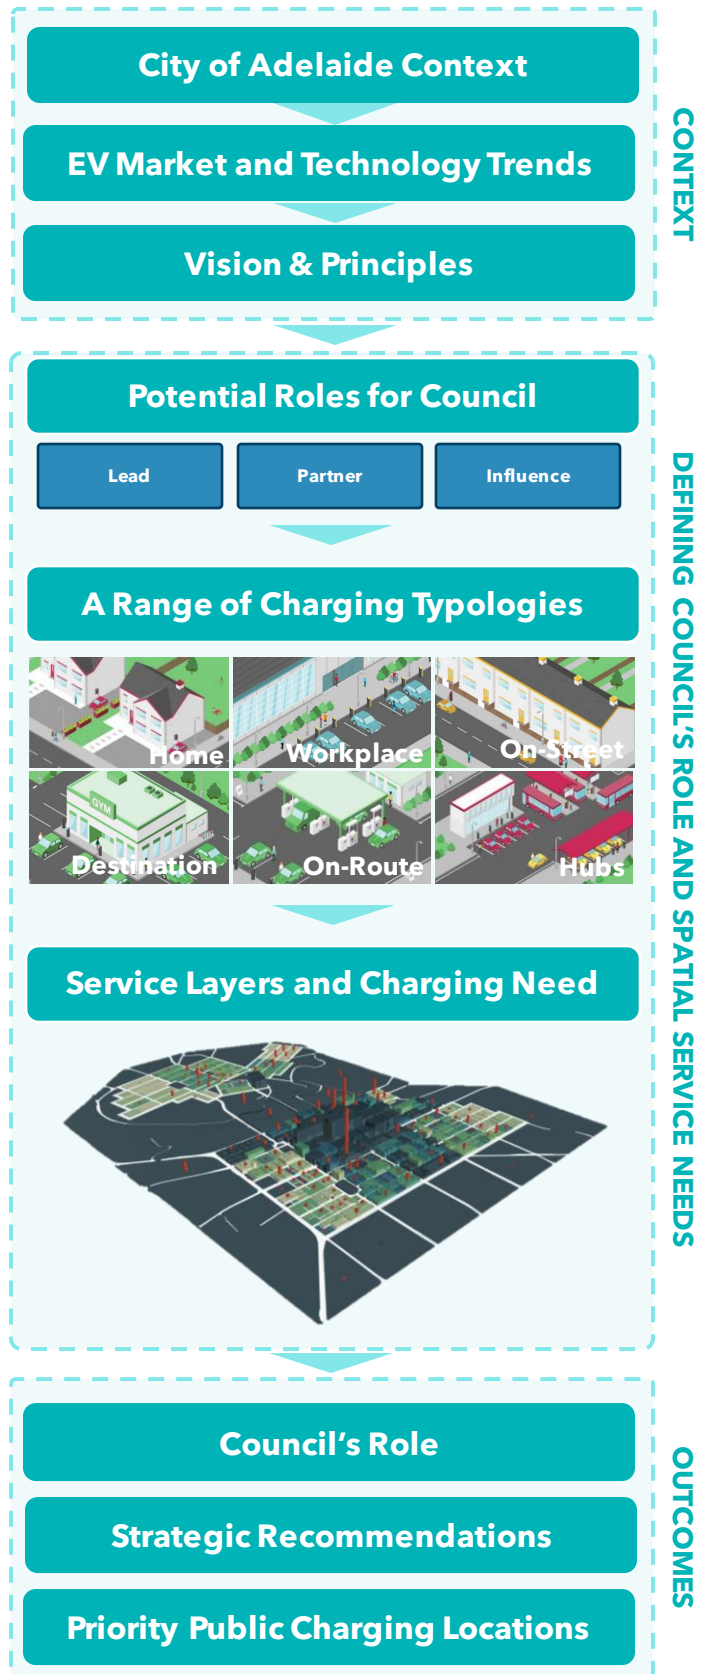 City of Adelaide Context
EV Market and Technology Trends
Vision & Principles
CONTEXT
Potential Roles for Council
Lead
Partner
Influence
A Range of Charging Typologies
Home
Workplace
On-Street
GYM
Destination
On-Route
Hubs
Service Layers and Charging Need
DEFINING COUNCIL'S ROLE AND SPATIAL SERVICE NEEDS
Council's Role
Strategic Recommendations
Priority Public Charging Locations
OUTCOMES